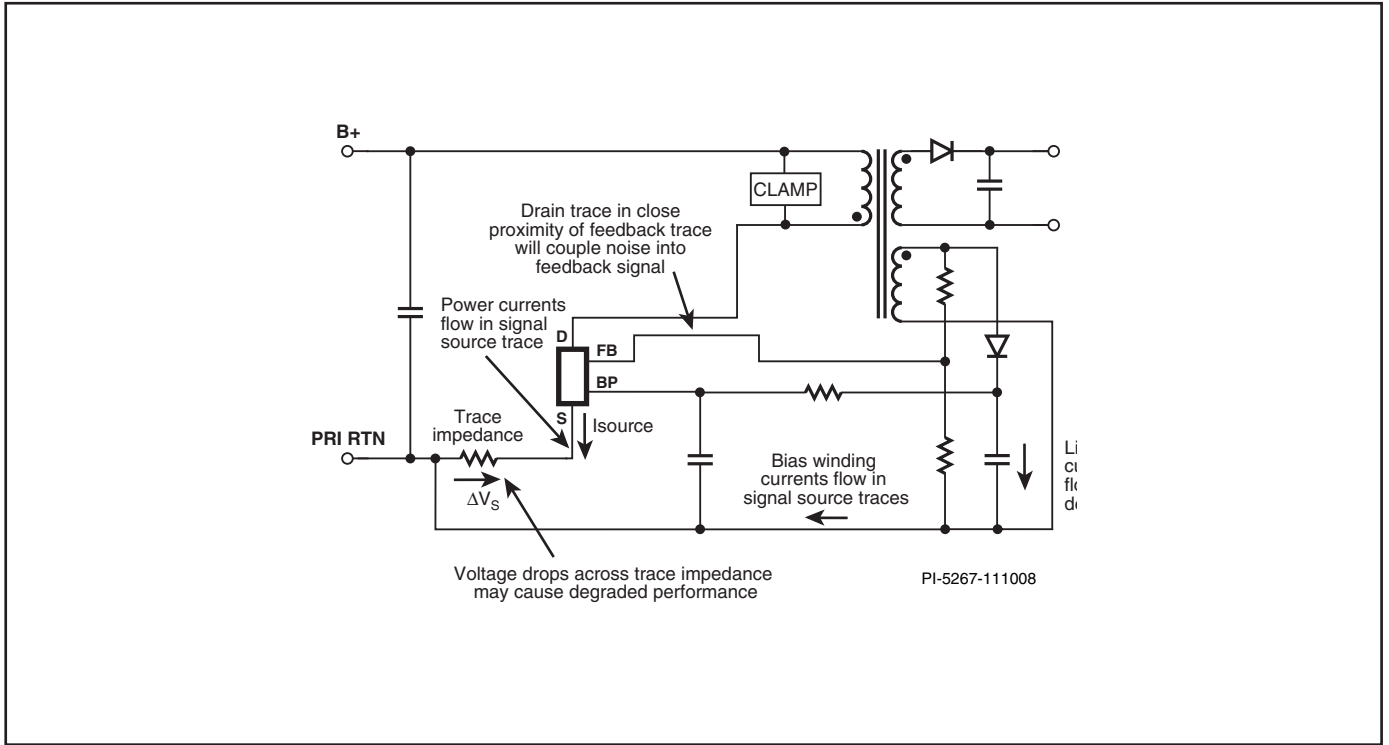 B+
CLAMP
Drain trace in close
proximity of feedback trace
will couple noise into
feedback signal
Power currents
flow in signal
source trace
D
FB
BP
S
Isource
Trace
impedance
PRI RTN
ΔVS
Bias winding
currents flow in
signal source traces
Voltage drops across trace impedance
may cause degraded performance
PI-5267-111008